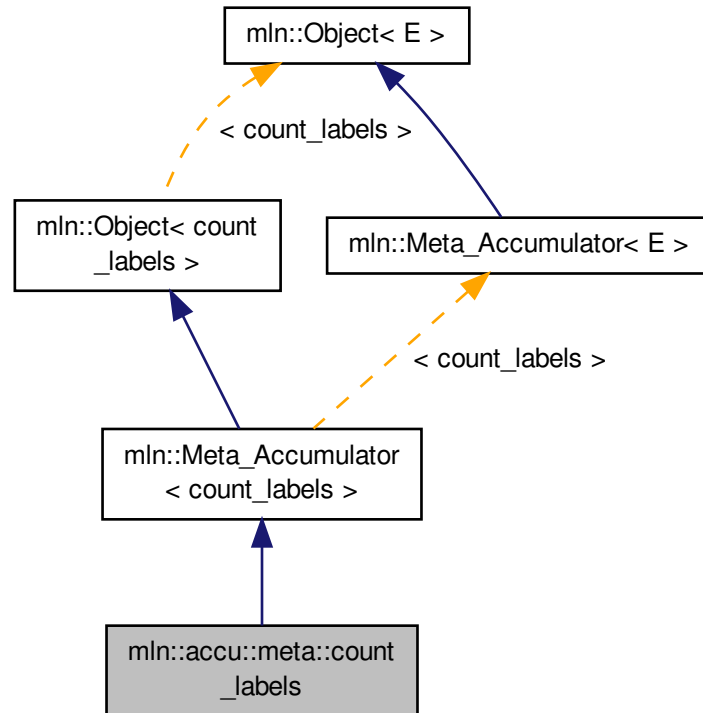 mln::Object< E >
< count_labels >
mln::Object< count
_labels >
mln::Meta_Accumulator< E >
< count_labels >
mln::Meta_Accumulator
< count_labels >
mln::accu::meta::count
_labels